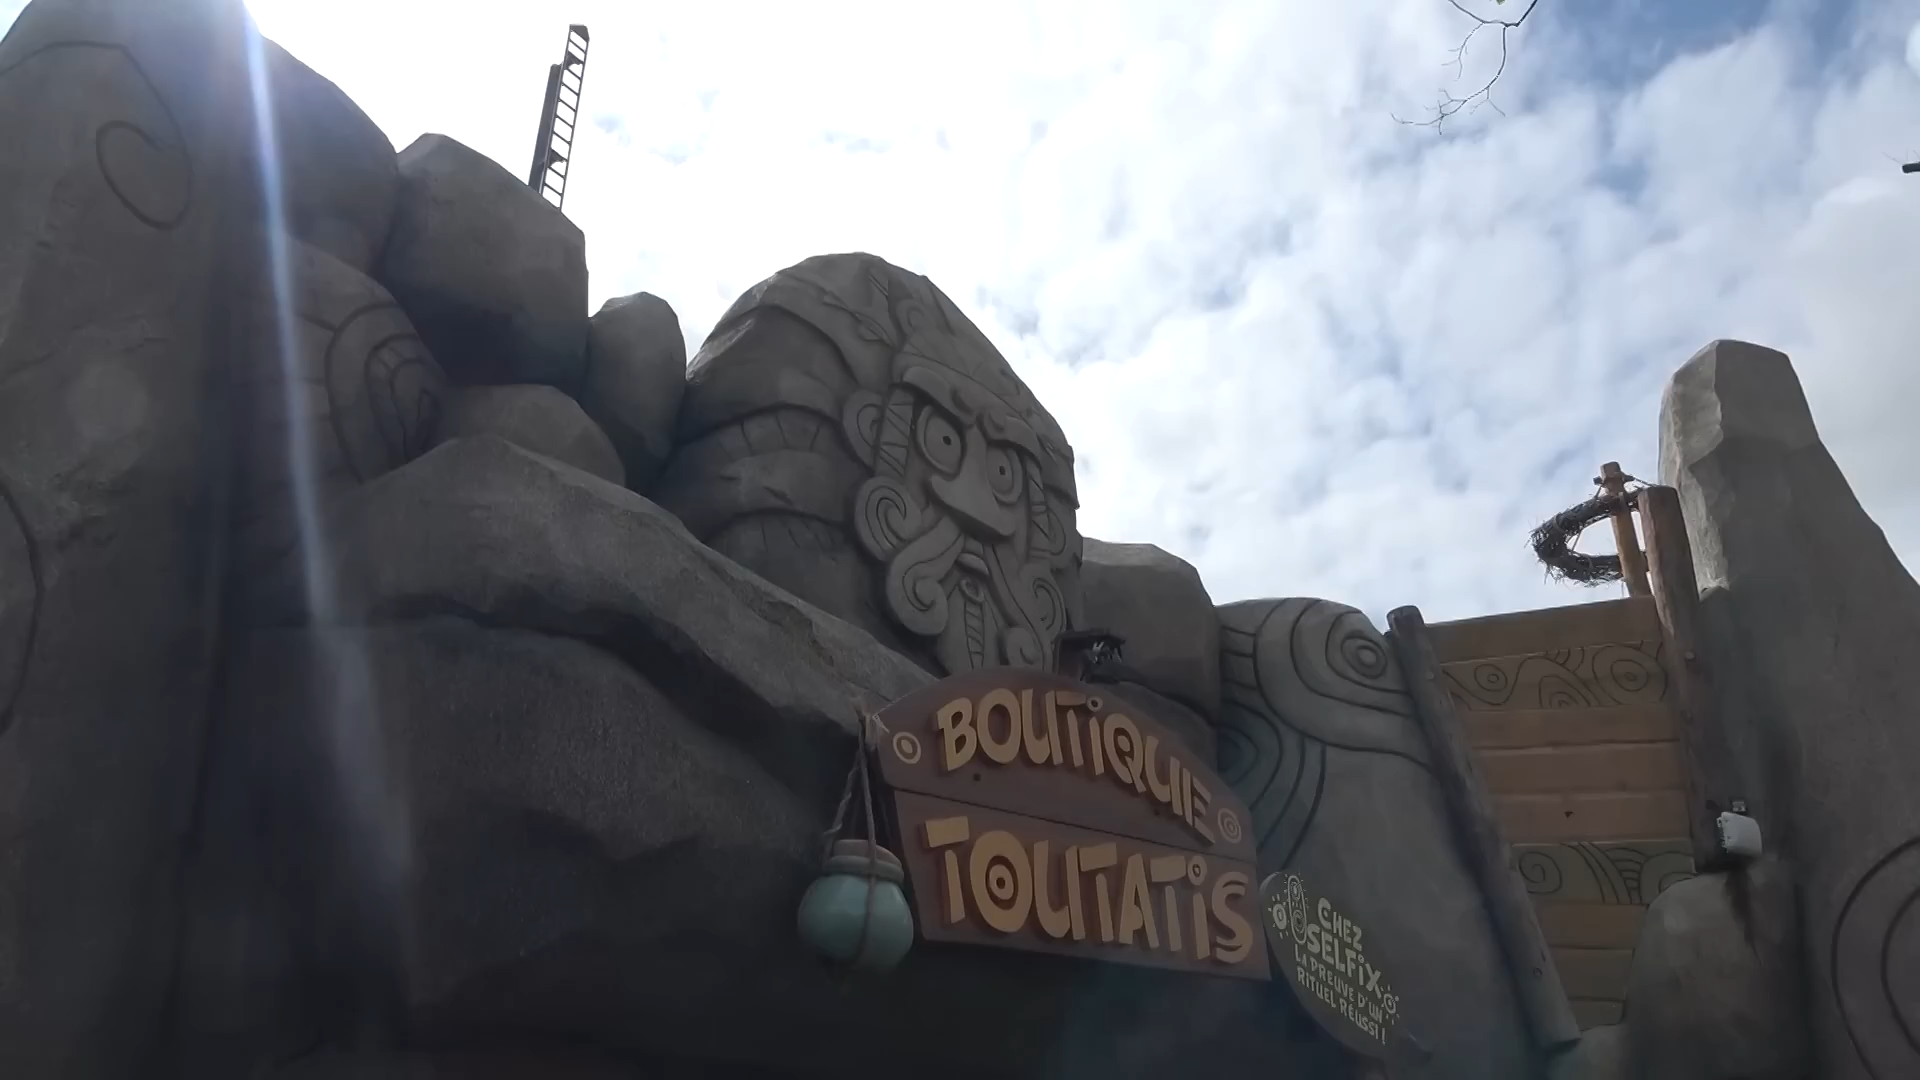 BOUTiQUE
TOUTATiS
CHEZ
SELFiX
LA PREUVE D'UN
RITUEL RÉUSSI !